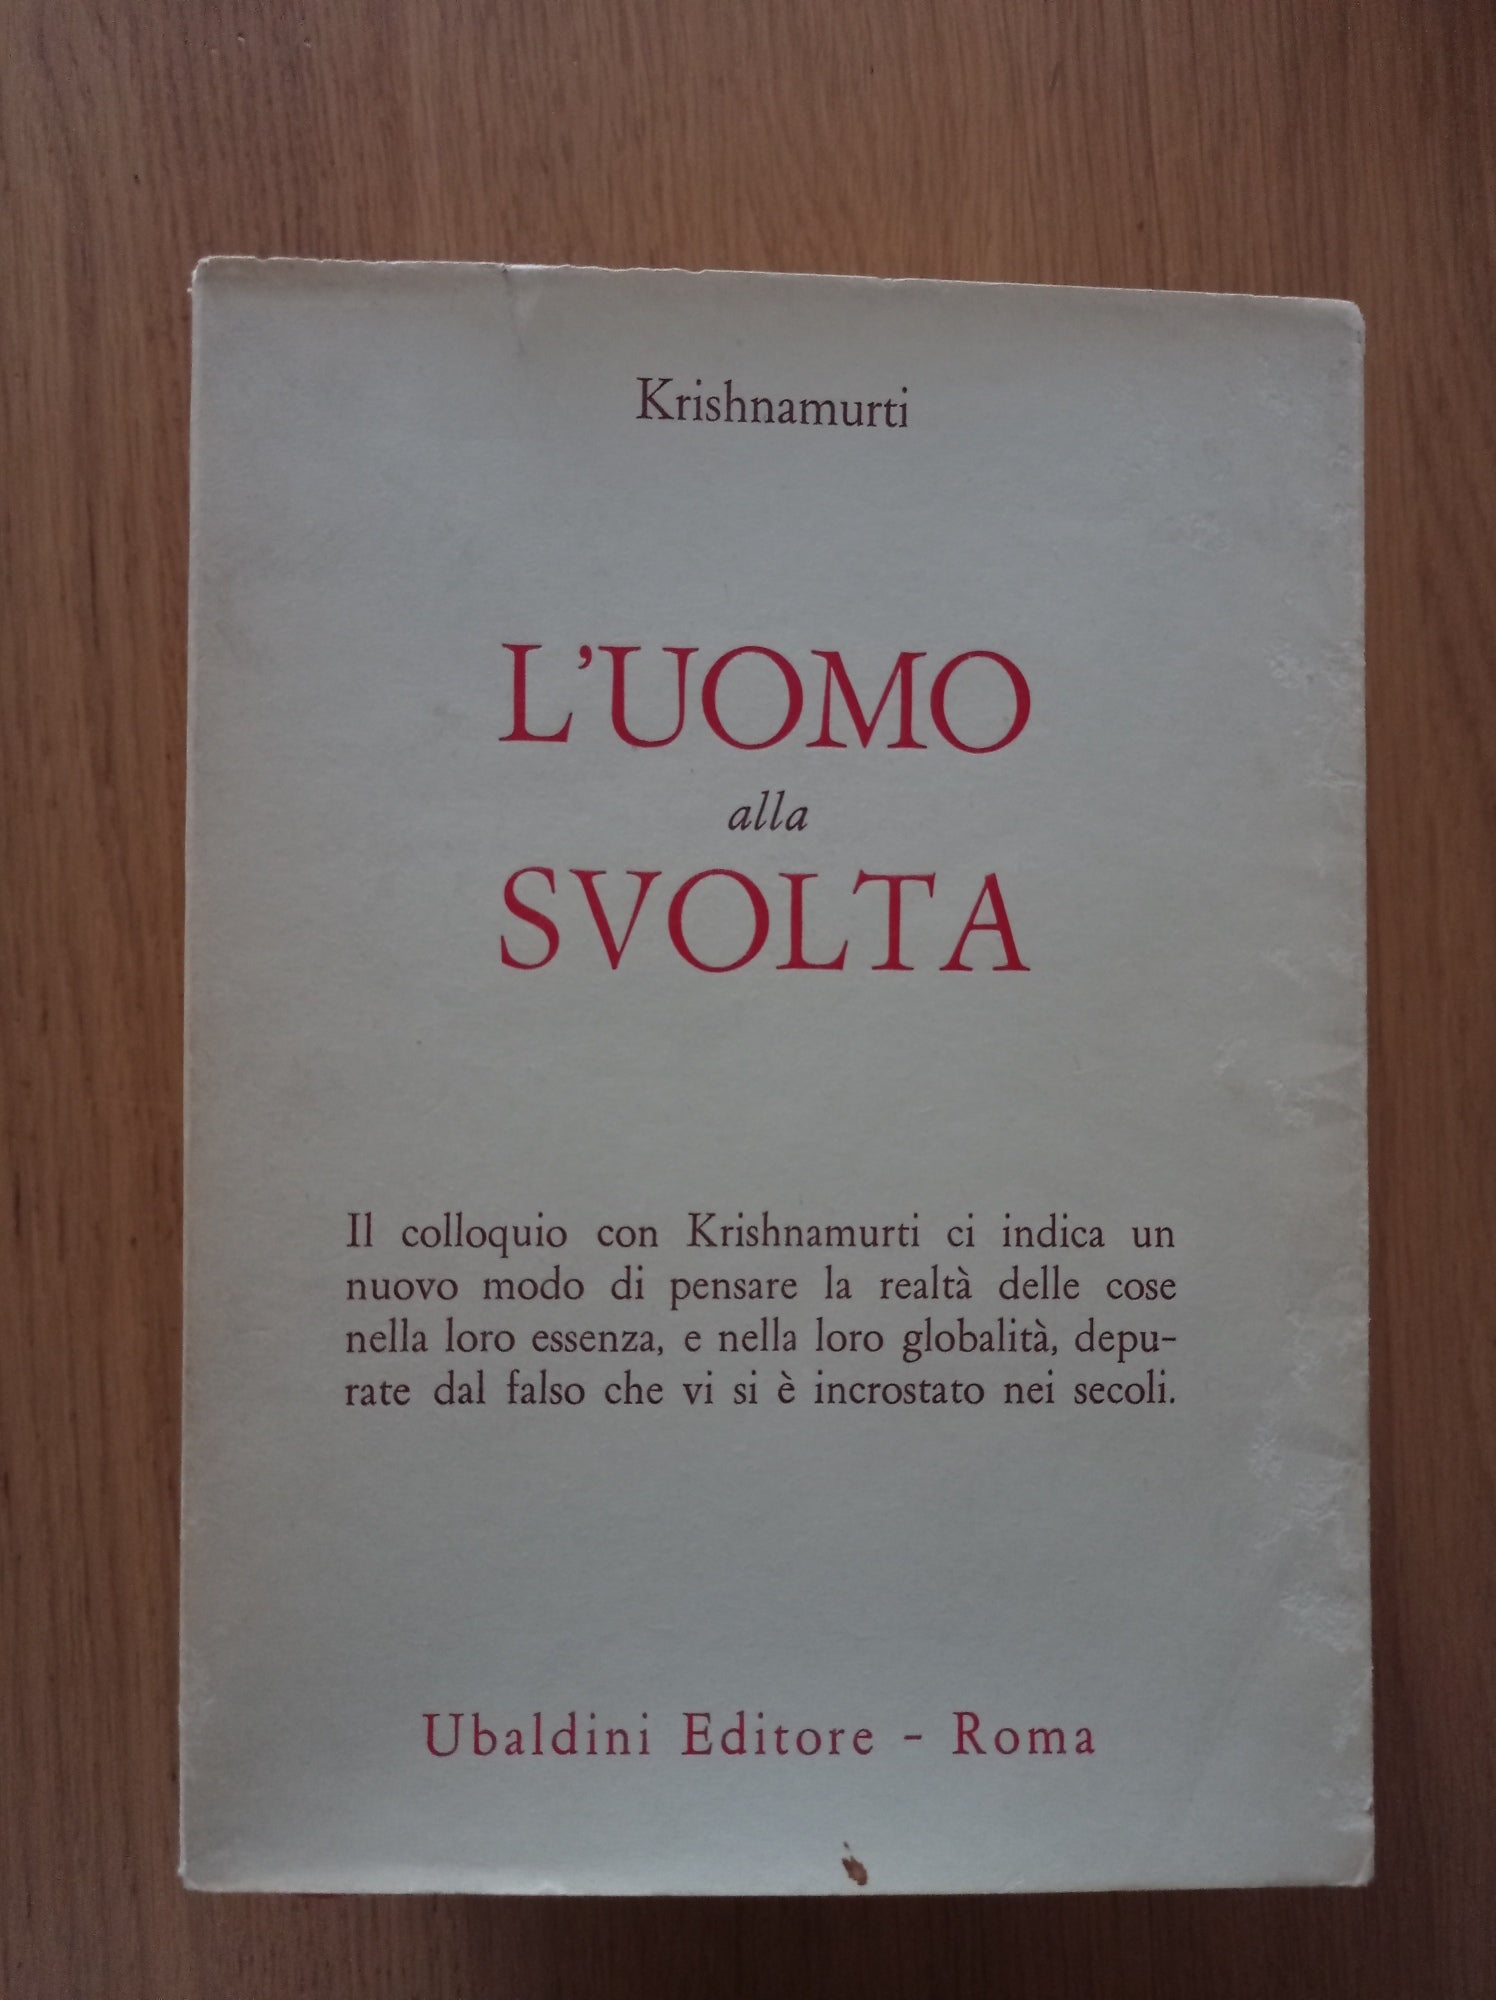 Krishnamurti
L'UOMO
alla
SVOLTA
Il colloquio con Krishnamurti ci indica un
nuovo modo di pensare la realtà delle cose
nella loro essenza, e nella loro globalità, depu-
rate dal falso che vi si è incrostato nei secoli.
Ubaldini Editore - Roma